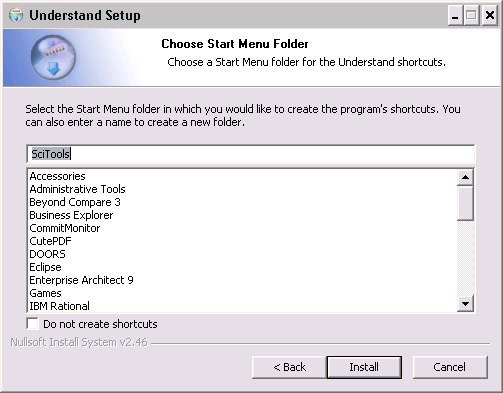 Understand Setup
Choose Start Menu Folder
Choose a Start Menu folder for the Understand shortcuts.
Select the Start Menu folder in which you would like to create the program's shortcuts. You
can also enter a name to create a new folder.
SciTools
Accessories
Administrative Tools
Beyond Compare 3
Business Explorer
CommitMonitor
CutePDF
DOORS
Eclipse
Enterprise Architect 9
Games
IBM Rational
Do not create shortcuts
Nullsoft Install System v2.46
< Back
Install
Cancel